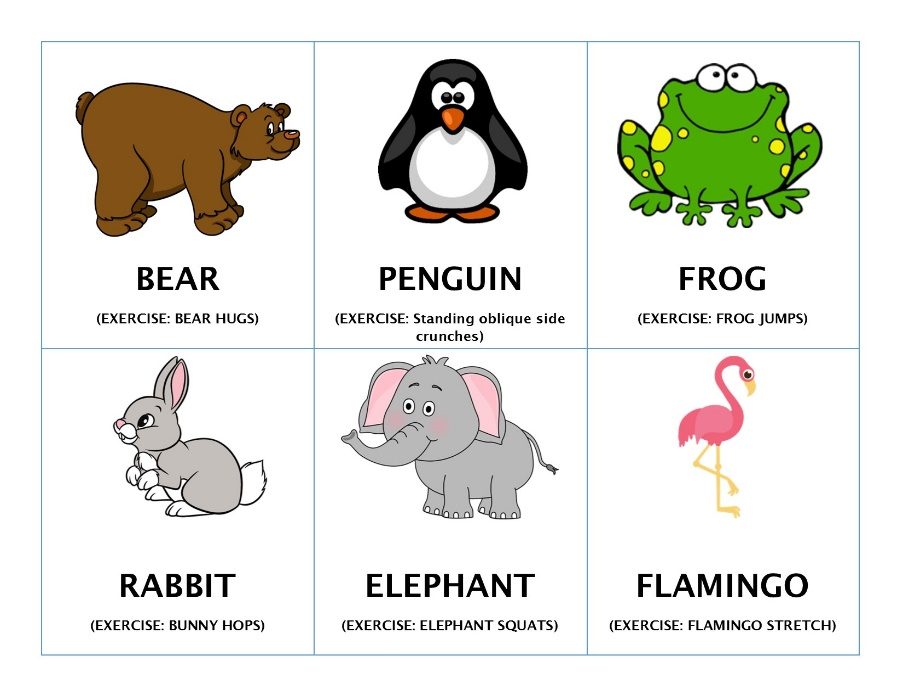 BEAR
(EXERCISE: BEAR HUGS)
PENGUIN
(EXERCISE: Standing oblique side
crunches)
FROG
(EXERCISE: FROG JUMPS)
RABBIT
(EXERCISE: BUNNY HOPS)
ELEPHANT
(EXERCISE: ELEPHANT SQUATS)
FLAMINGO
(EXERCISE: FLAMINGO STRETCH)